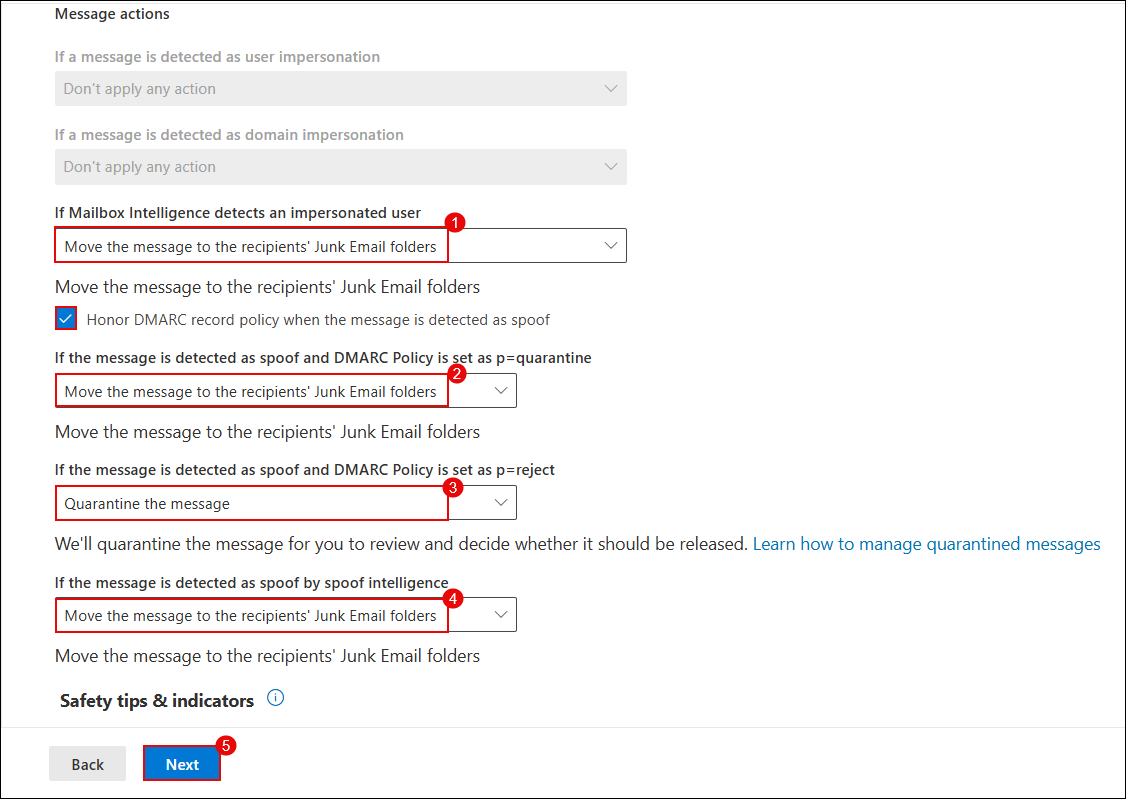 Message actions
If a message is detected as user impersonation
Don't apply any action
If a message is detected as domain impersonation
Don't apply any action
If Mailbox Intelligence detects an impersonated user
1
Move the message to the recipients' Junk Email folders
Move the message to the recipients' Junk Email folders
Honor DMARC record policy when the message is detected as spoof
If the message is detected as spoof and DMARC Policy is set as p=quarantine
2
Move the message to the recipients' Junk Email folders
Move the message to the recipients' Junk Email folders
If the message is detected as spoof and DMARC Policy is set as p=reject
3
Quarantine the message
We'll quarantine the message for you to review and decide whether it should be released. Learn how to manage quarantined messages
If the message is detected as spoof by spoof intelligence
4
Move the message to the recipients' Junk Email folders
Move the message to the recipients' Junk Email folders
Safety tips & indicators
5
Back Next